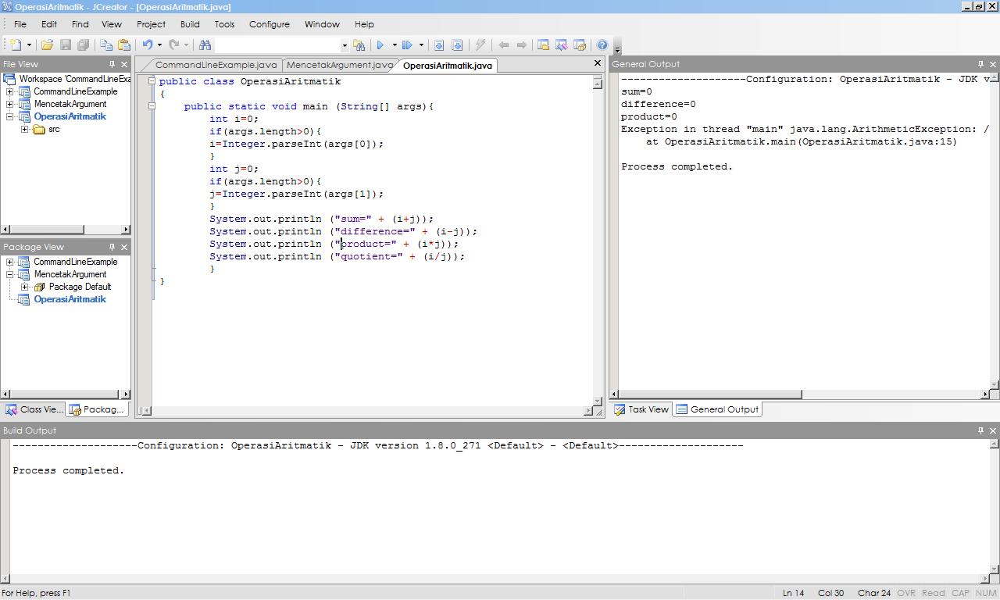 OperasiAritmatik - JCreator - [OperasiAritmatik.java]
File Edit Find View Project Build Tools Configure Window Help
File View
Workspace 'CommandLineExa
CommandLineExample
MencetakArgument
OperasiAritmatik
src
Package View
CommandLineExample
MencetakArgument
Package Default
OperasiAritmatik
Class Vie... Packag...
CommandLineExample.java MencetakArgument.java OperasiAritmatik.java
public class OperasiAritmatik
{
    public static void main (String[] args){
        int i=0;
        if(args.length>0){
        i=Integer.parseInt(args[0]);
        }
        int j=0;
        if(args.length>0){
        j=Integer.parseInt(args[1]);
        }
        System.out.println ("sum=" + (i+j));
        System.out.println ("difference=" + (i-j));
        System.out.println ("product=" + (i*j));
        System.out.println ("quotient=" + (i/j));
        }
}
General Output
--------------------Configuration: OperasiAritmatik - JDK v
sum=0
difference=0
product=0
Exception in thread "main" java.lang.ArithmeticException: /
    at OperasiAritmatik.main(OperasiAritmatik.java:15)
Process completed.
Task View General Output
Build Output
--------------------Configuration: OperasiAritmatik - JDK version 1.8.0_271 <Default> - <Default>--------------------
Process completed.
For Help, press F1
Ln 14 Col 30 Char 24 OVR Read CAP NUM